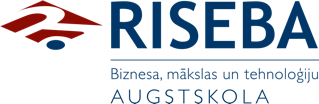 RISEBA
Biznesa, mākslas un tehnoloģiju
AUGSTSKOLA